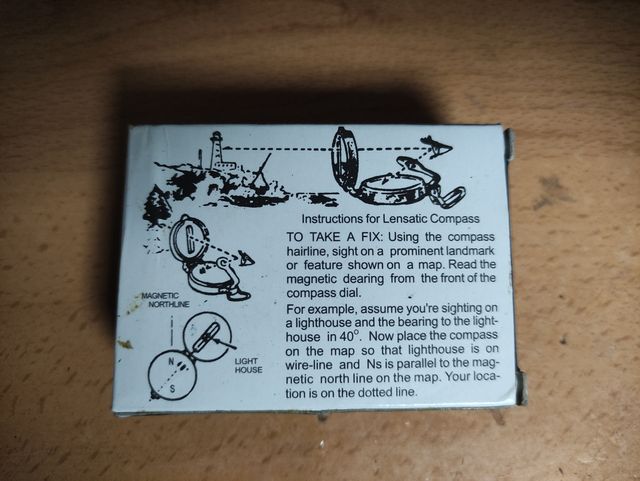 Instructions for Lensatic Compass
TO TAKE A FIX: Using the compass
hairline, sight on a prominent landmark
or feature shown on a map. Read the
magnetic dearing from the front of the
compass dial.
For example, assume you're sighting on
a lighthouse and the bearing to the light-
house in 40°. Now place the compass
on the map so that lighthouse is on
wire-line and Ns is parallel to the mag-
netic north line on the map. Your loca-
tion is on the dotted line.
MAGNETIC
NORTHLINE
N
S
LIGHT
HOUSE